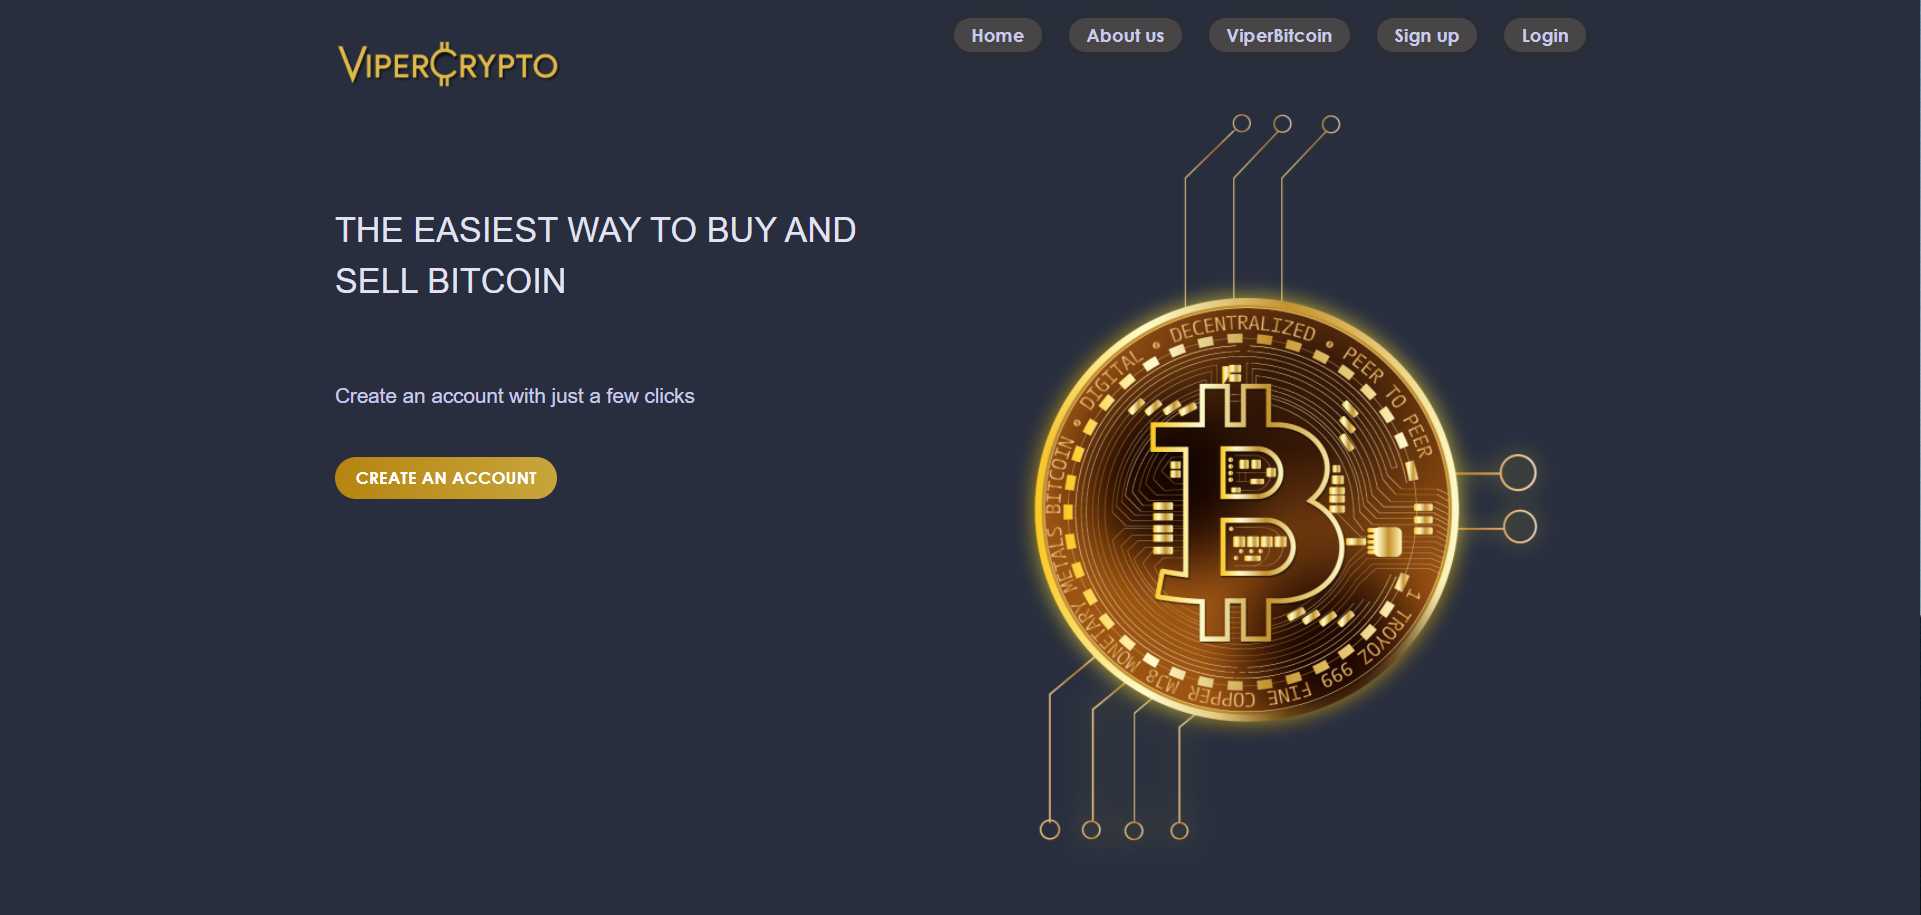 VIPERCRYPTO
Home
About us
ViperBitcoin
Sign up
Login
THE EASIEST WAY TO BUY AND
SELL BITCOIN
Create an account with just a few clicks
CREATE AN ACCOUNT
BITCOIN • DIGITAL • DECENTRALIZED • PEER TO PEER
1 TROYOZ 999 FINE COPPER MJB MONETARY METALS